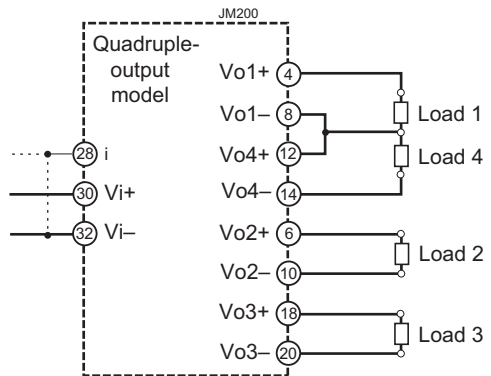 JM200
Quadruple-
output
model
Vo1+ 4
Vo1– 8
Load 1
Vo4+ 12
Load 4
28 i
Vo4– 14
30 Vi+
Vo2+ 6
32 Vi–
Load 2
Vo2– 10
Vo3+ 18
Load 3
Vo3– 20